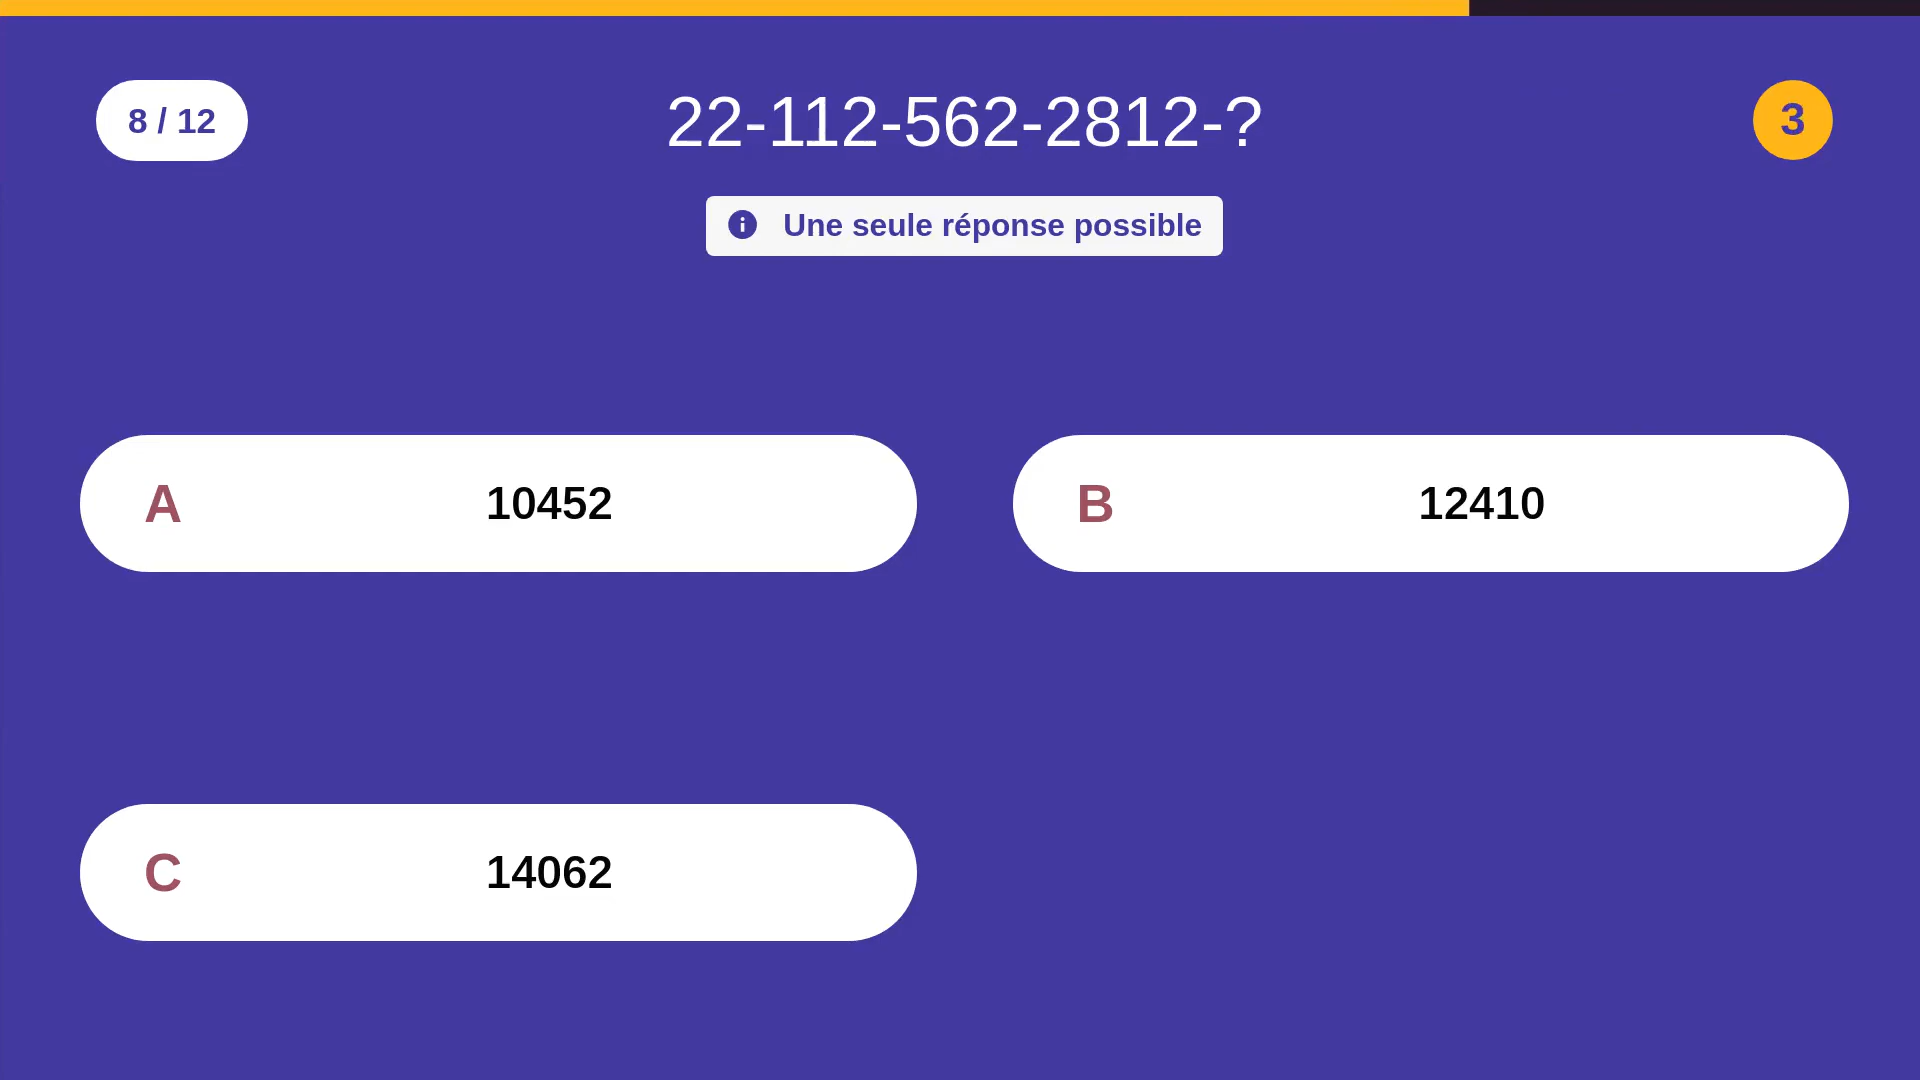 8 / 12
22-112-562-2812-?
3
Une seule réponse possible
A
10452
B
12410
C
14062